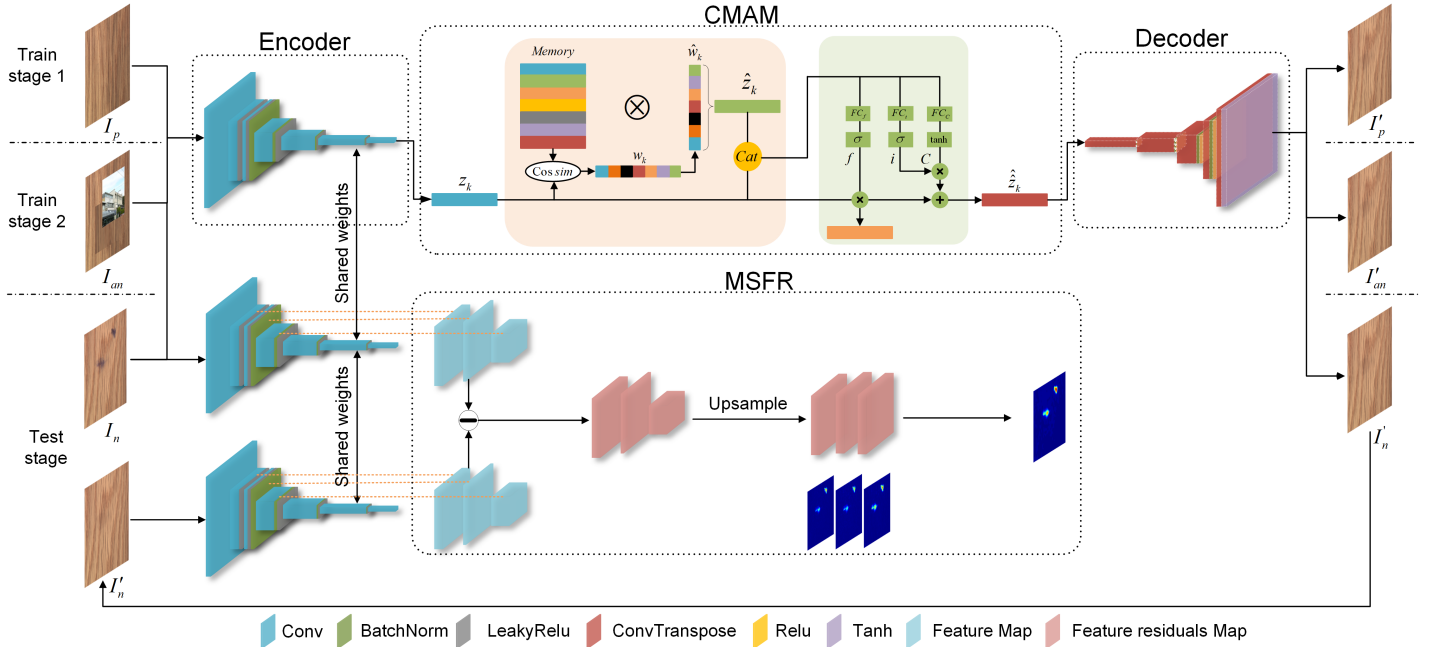 CMAM
Encoder
Decoder
Train
stage 1
I_p
Train
stage 2
I_an
I_n
Test
stage
I'_n
Shared weights
Shared weights
z_k
Memory
Cos sim
w_k
ŵ_k
ẑ_k
Cat
FC_f
FC_i
FC_C
σ
σ
tanh
f
i
C
ẑ_k
I'_p
I'_an
I'_n
MSFR
Upsample
Conv
BatchNorm
LeakyRelu
ConvTranspose
Relu
Tanh
Feature Map
Feature residuals Map